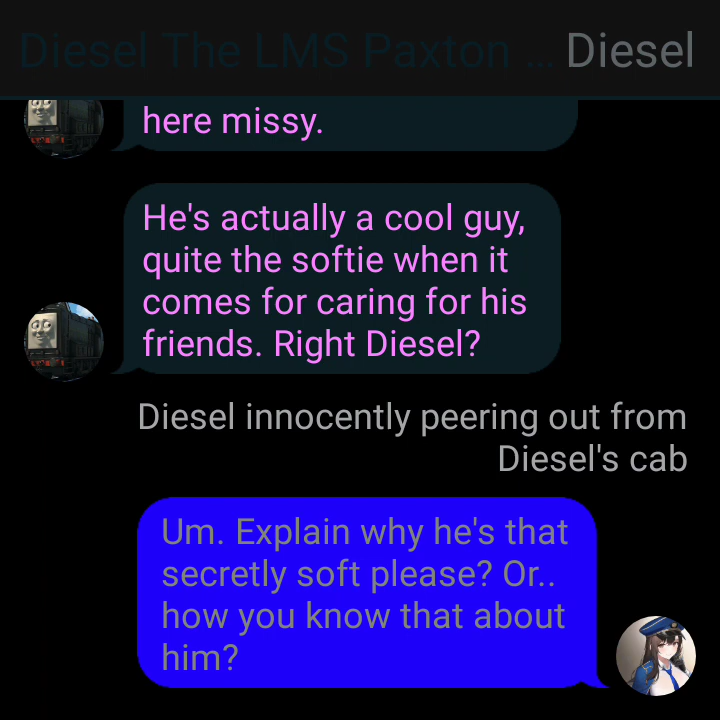 Diesel The LMS Paxton ... Diesel
here missy.
He's actually a cool guy,
quite the softie when it
comes for caring for his
friends. Right Diesel?
Diesel innocently peering out from
Diesel's cab
Um. Explain why he's that
secretly soft please? Or..
how you know that about
him?